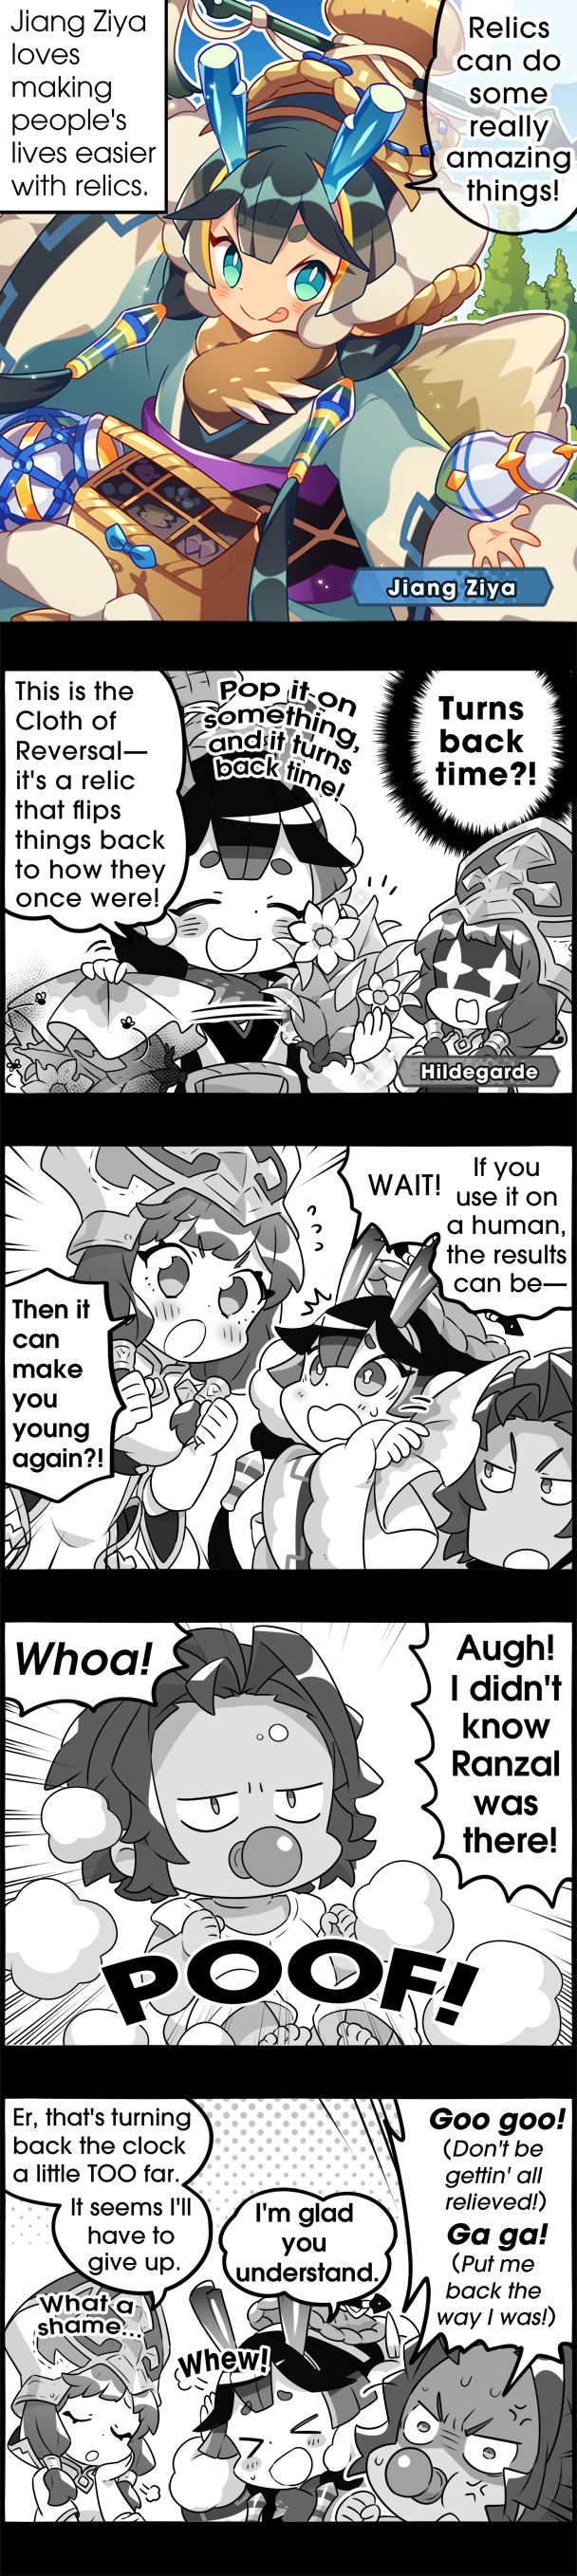 Jiang Ziya
loves
making
people's
lives easier
with relics.
Relics
can do
some
really
amazing
things!
Jiang Ziya
This is the
Cloth of
Reversal—
it's a relic
that flips
things back
to how they
once were!
Pop it on
something,
and it turns
back time!
Turns
back
time?!
Hildegarde
WAIT!
If you
use it on
a human,
the results
can be—
Then it
can
make
you
young
again?!
Whoa!
Augh!
I didn't
know
Ranzal
was
there!
POOF!
Er, that's turning
back the clock
a little TOO far.
It seems I'll
have to
give up.
What a
shame...
I'm glad
you
understand.
Whew!
Goo goo!
(Don't be
gettin' all
relieved!)
Ga ga!
(Put me
back the
way I was!)